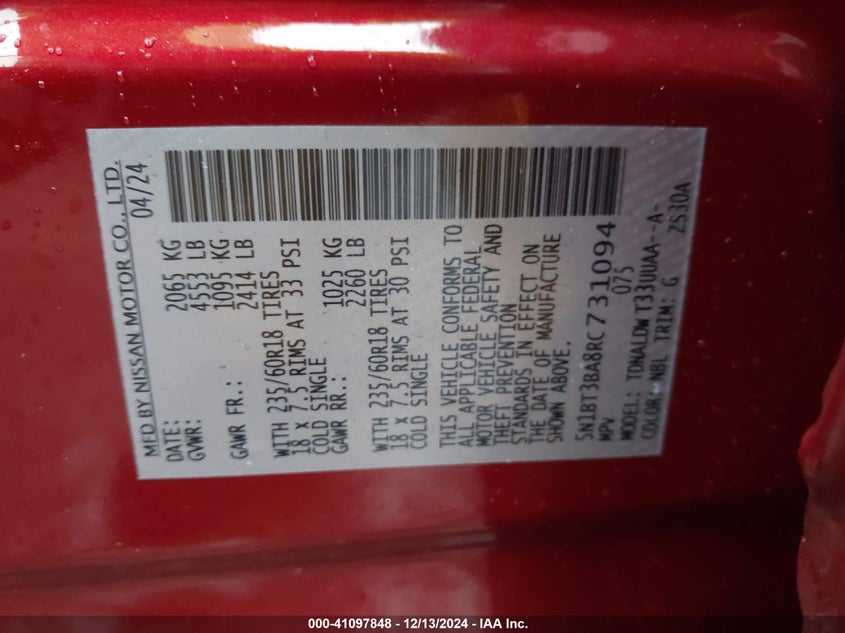 MFD BY NISSAN MOTOR CO., LTD.
DATE: 04/24
GVWR: 2065 KG
4553 LB
GAWR FR.: 1095 KG
2414 LB
WITH 235/60R18 TIRES
18 x 7.5 RIMS AT 33 PSI
COLD SINGLE
GAWR RR.: 1025 KG
2260 LB
WITH 235/60R18 TIRES
18 x 7.5 RIMS AT 30 PSI
COLD SINGLE
THIS VEHICLE CONFORMS TO
ALL APPLICABLE FEDERAL
MOTOR VEHICLE SAFETY AND
THEFT PREVENTION
STANDARDS IN EFFECT ON
THE DATE OF MANUFACTURE
SHOWN ABOVE.
5N1BT3BA8RC731094
MPV 075
MODEL: TDNALDW T33UUAA--A-
COLOR: NBL TRIM: G 2S30A
000-41097848 - 12/13/2024 - IAA Inc.